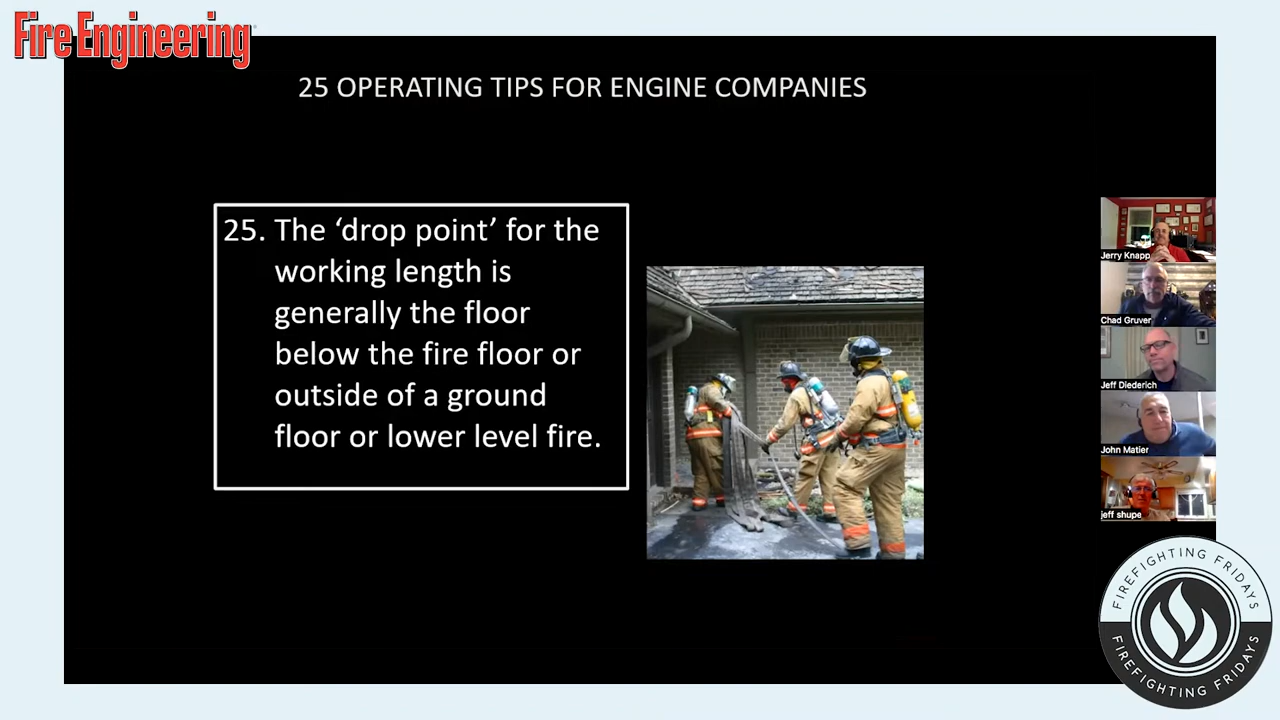 Fire Engineering
25 OPERATING TIPS FOR ENGINE COMPANIES
25. The ‘drop point’ for the
working length is
generally the floor
below the fire floor or
outside of a ground
floor or lower level fire.
Jerry Knapp
Chad Gruver
Jeff Diederich
John Matier
jeff shupe
FIREFIGHTING FRIDAYS
FIREFIGHTING FRIDAYS